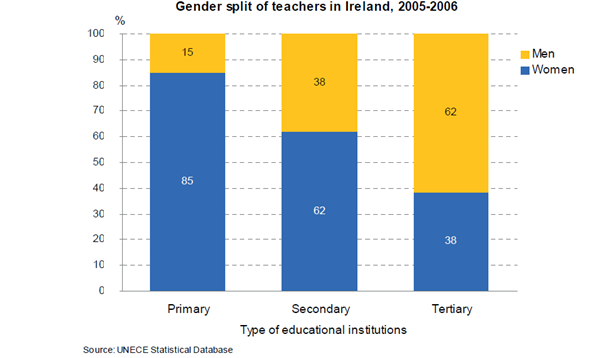 Gender split of teachers in Ireland, 2005-2006
%
100
90
80
70
60
50
40
30
20
10
0
15
85
38
62
62
38
Men
Women
Primary
Secondary
Tertiary
Type of educational institutions
Source: UNECE Statistical Database